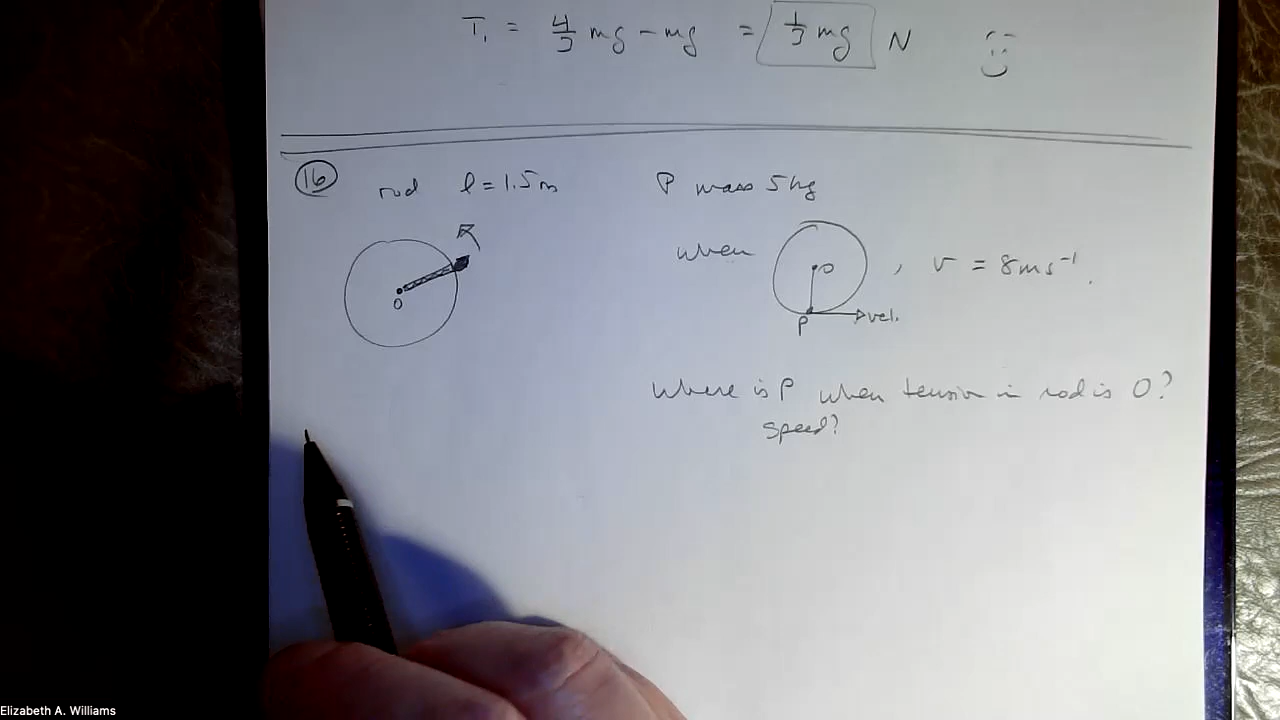 T₁ = 4/3 mg - mg = 1/3 mg N
16 rod l = 1.5m P mass 5kg
when O P vel. , v = 8ms⁻¹.
O
Where is P when tension in rod is O?
speed?
Elizabeth A. Williams